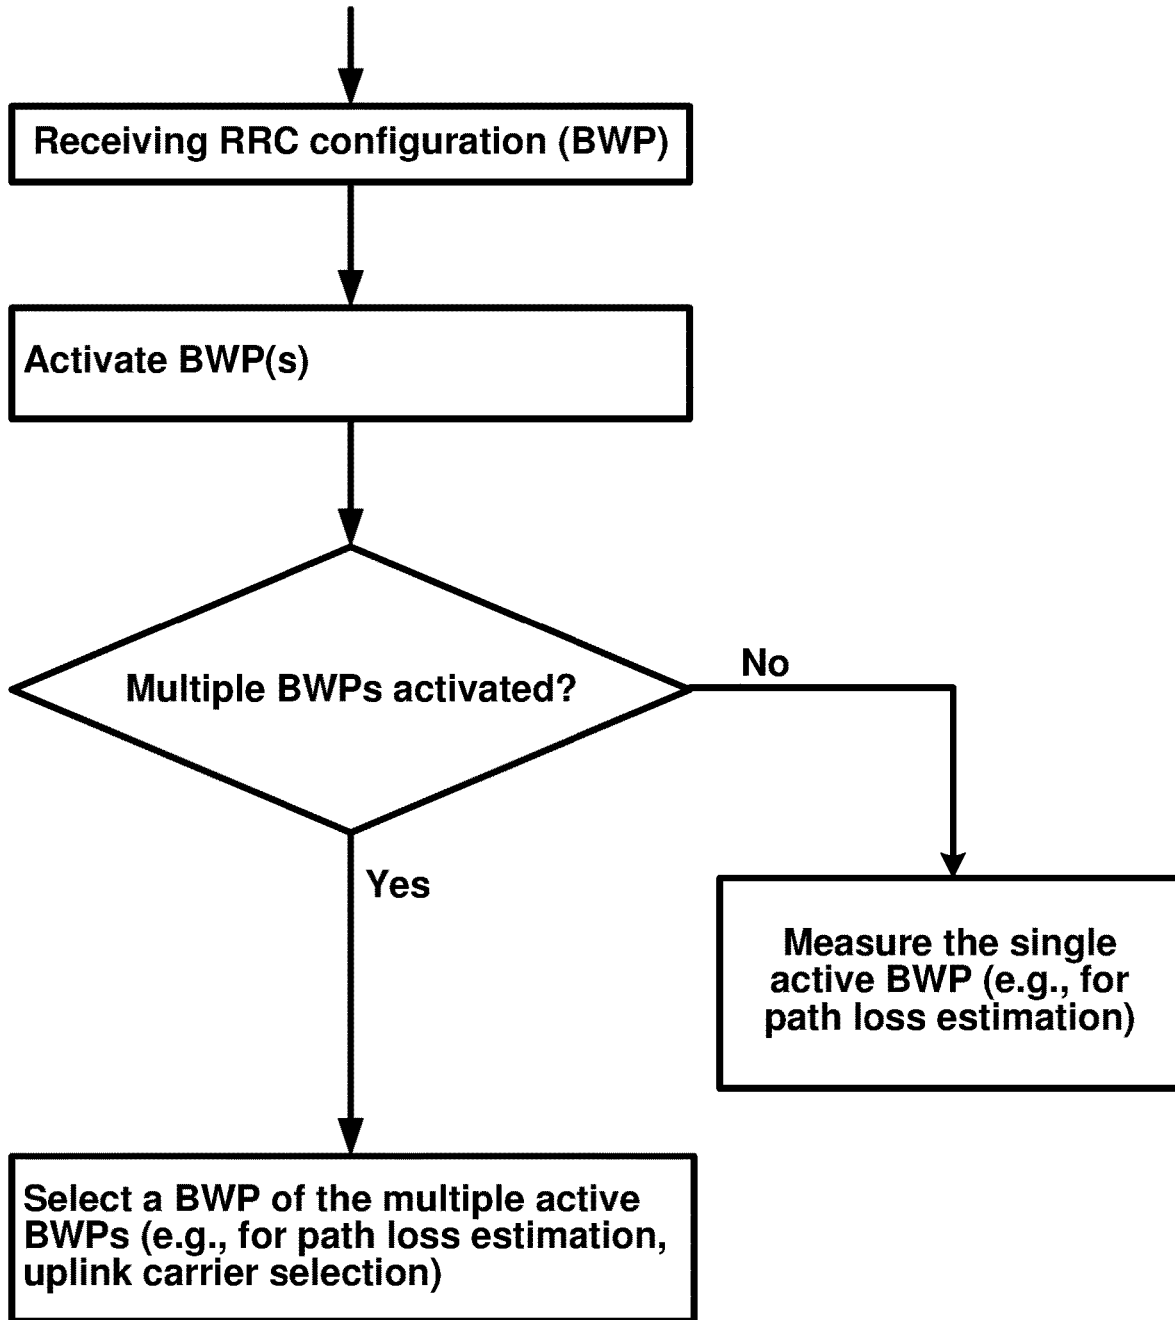 Receiving RRC configuration (BWP)
Activate BWP(s)
Multiple BWPs activated?
No
Yes
Measure the single
active BWP (e.g., for
path loss estimation)
Select a BWP of the multiple active
BWPs (e.g., for path loss estimation,
uplink carrier selection)